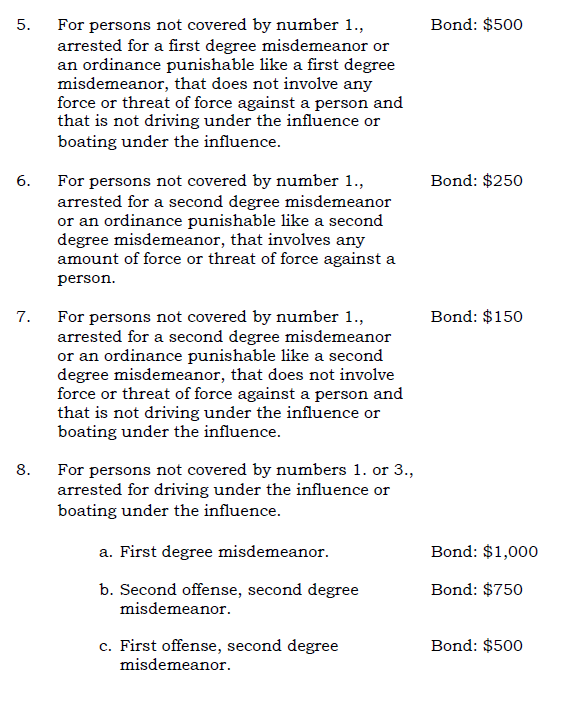 5. For persons not covered by number 1., Bond: $500
arrested for a first degree misdemeanor or
an ordinance punishable like a first degree
misdemeanor, that does not involve any
force or threat of force against a person and
that is not driving under the influence or
boating under the influence.
6. For persons not covered by number 1., Bond: $250
arrested for a second degree misdemeanor
or an ordinance punishable like a second
degree misdemeanor, that involves any
amount of force or threat of force against a
person.
7. For persons not covered by number 1., Bond: $150
arrested for a second degree misdemeanor
or an ordinance punishable like a second
degree misdemeanor, that does not involve
force or threat of force against a person and
that is not driving under the influence or
boating under the influence.
8. For persons not covered by numbers 1. or 3.,
arrested for driving under the influence or
boating under the influence.
a. First degree misdemeanor. Bond: $1,000
b. Second offense, second degree Bond: $750
misdemeanor.
c. First offense, second degree Bond: $500
misdemeanor.